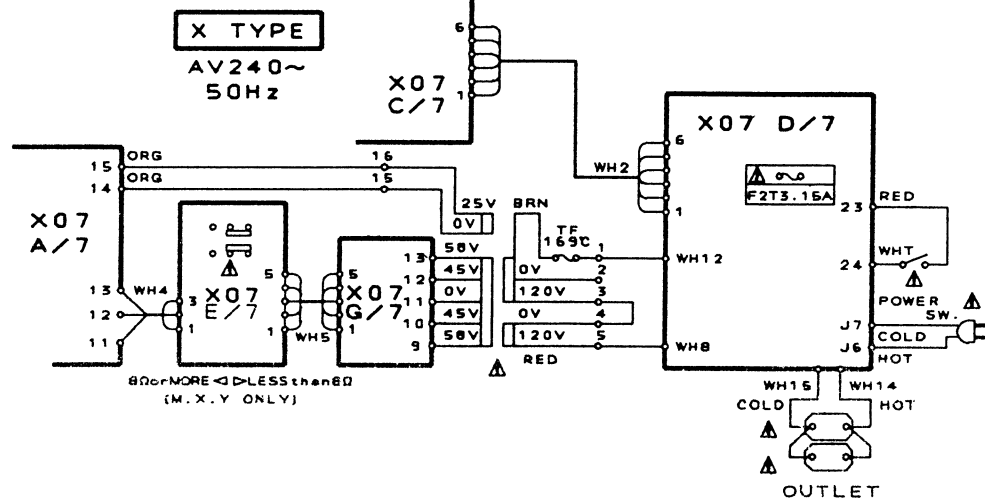 X TYPE
AV240~
50Hz
6
X07
C/7
1
X07 D/7
6
WH2
1
F2T3.15A
23
RED
24
WHT
POWER
SW.
J7
COLD
J6
HOT
15
ORG
16
14
ORG
15
X07
A/7
25V
0V
BRN
TF
169℃
1
WH12
2
3
4
5
WH8
13
56V
12
45V
0V
11
0V
120V
10
45V
0V
9
56V
120V
RED
13
WH4
12
11
3
1
X07
E/7
5
1
WH5
5
X07
G/7
1
8ΩorMORE ◁ ▷LESSthan8Ω
(M.X.Y ONLY)
WH15
WH14
COLD
HOT
OUTLET